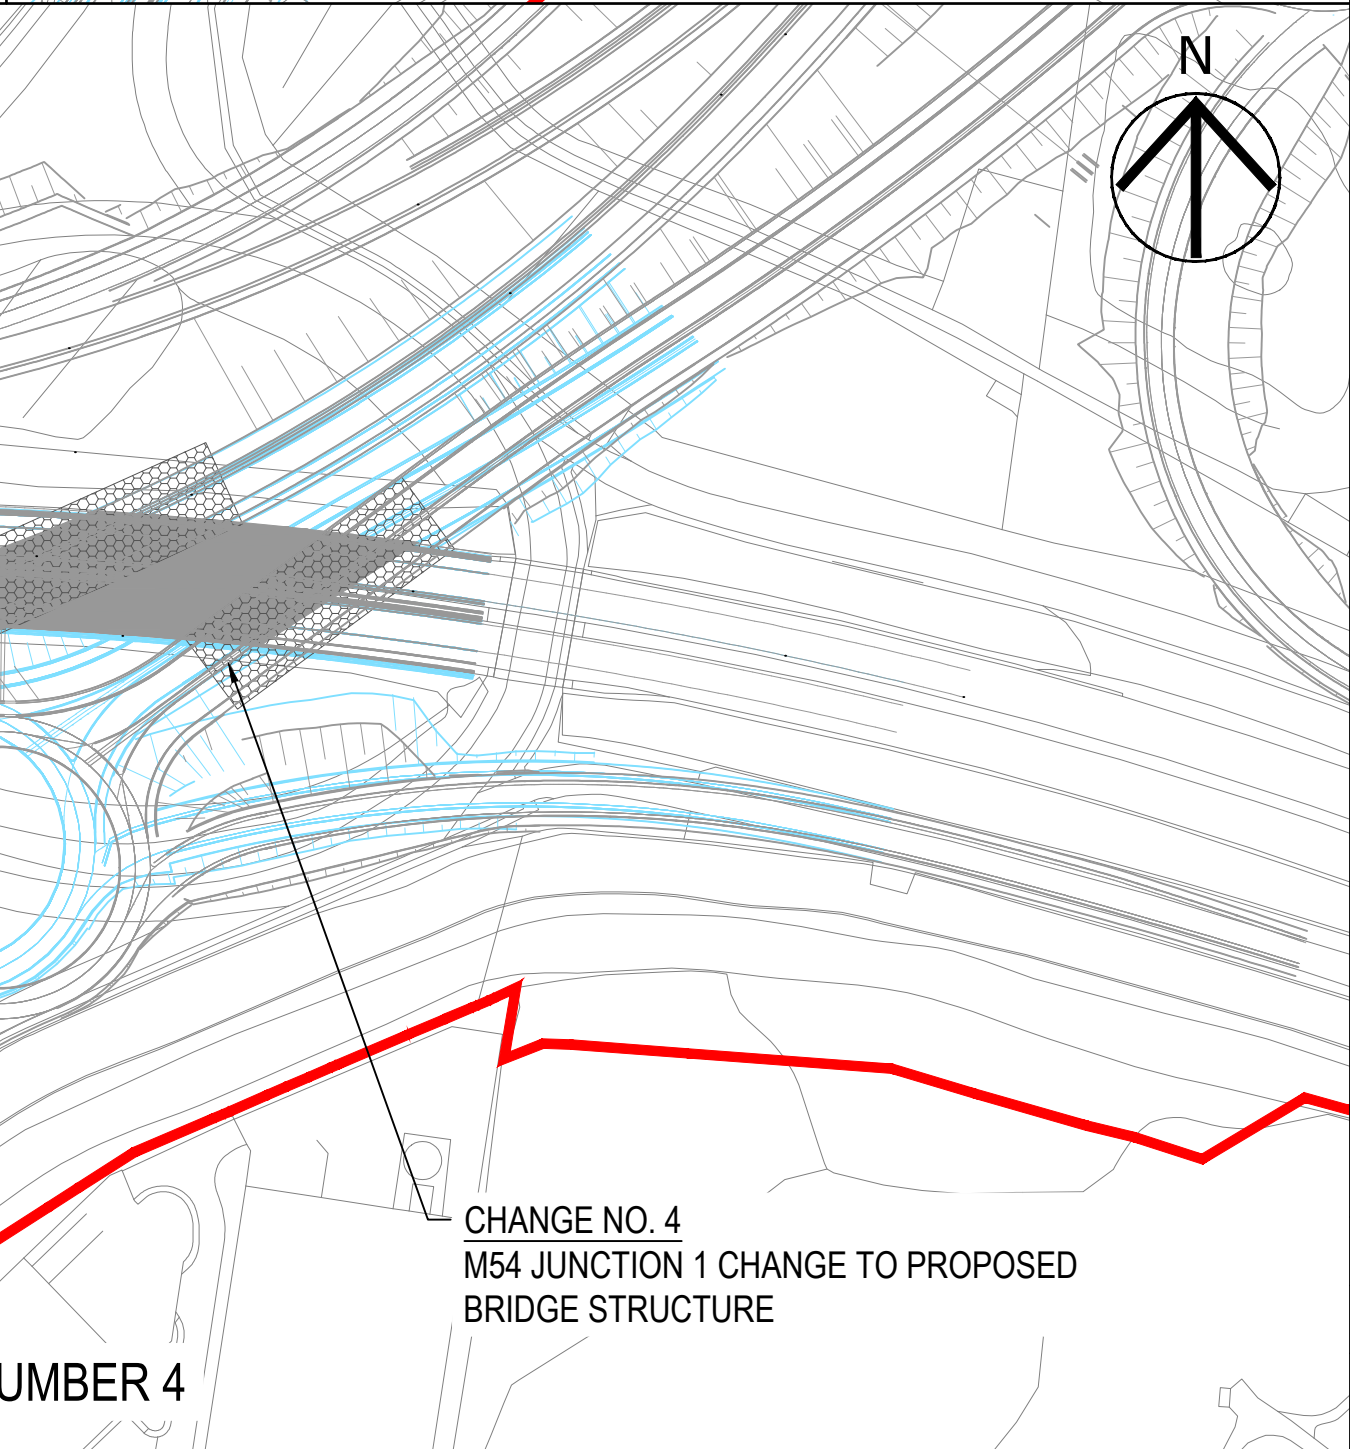 N
CHANGE NO. 4
M54 JUNCTION 1 CHANGE TO PROPOSED
BRIDGE STRUCTURE
UMBER 4